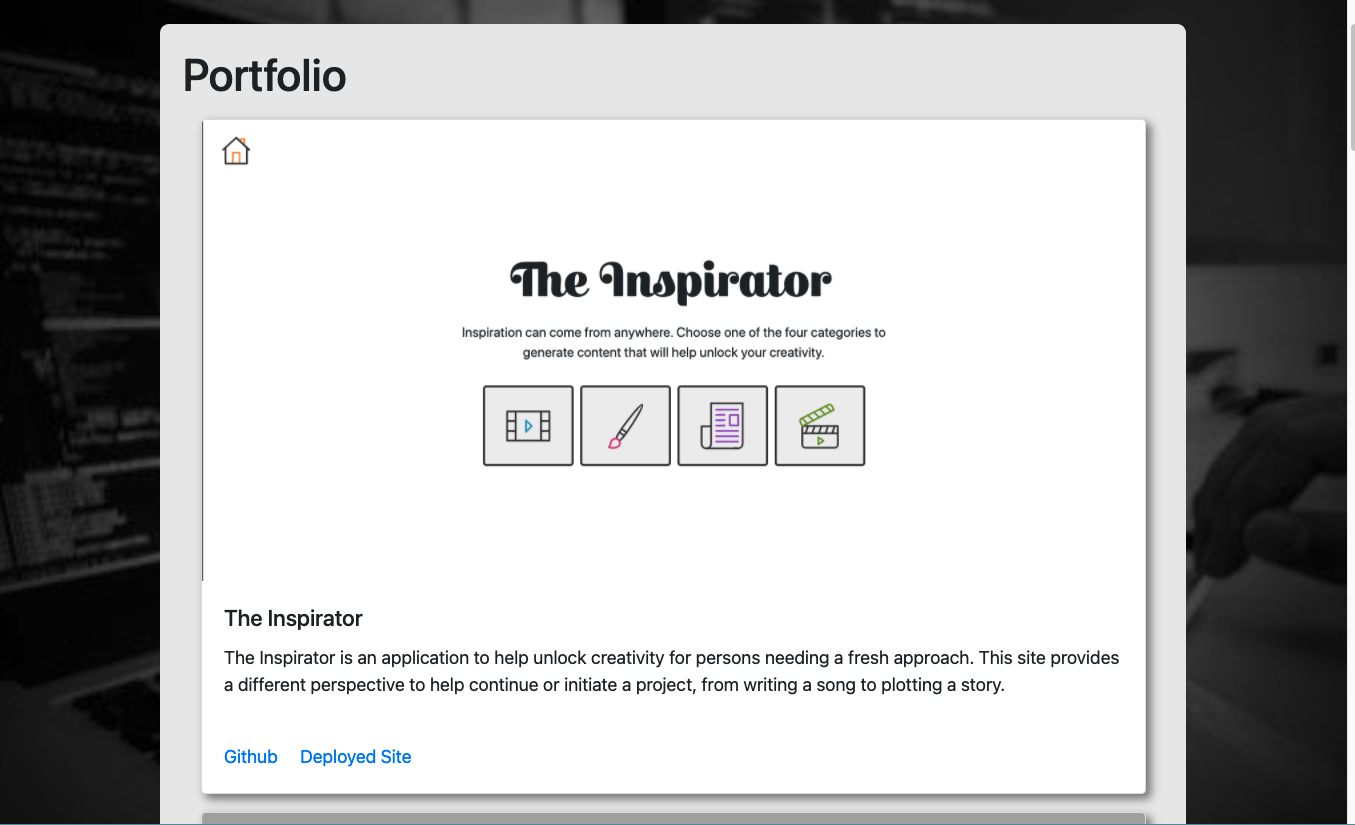 Portfolio
The Inspirator
Inspiration can come from anywhere. Choose one of the four categories to
generate content that will help unlock your creativity.
The Inspirator
The Inspirator is an application to help unlock creativity for persons needing a fresh approach. This site provides
a different perspective to help continue or initiate a project, from writing a song to plotting a story.
Github Deployed Site